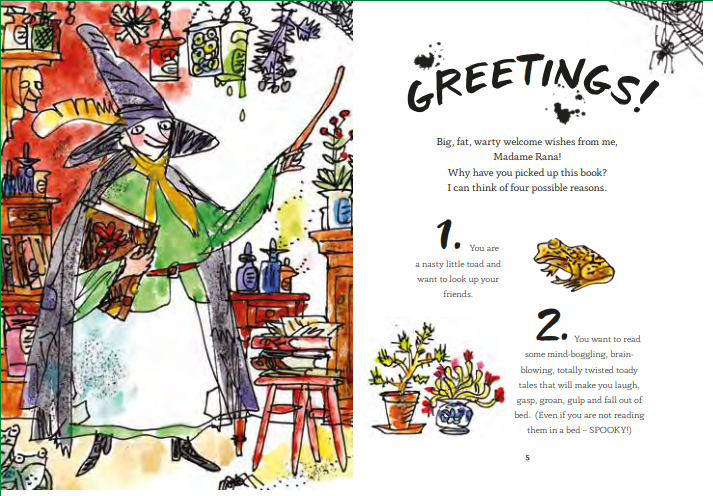 GREETINGS!
Big, fat, warty welcome wishes from me,
Madame Rana!
Why have you picked up this book?
I can think of four possible reasons.
1. You are
a nasty little toad and
want to look up your
friends.
2. You want to read
some mind-boggling, brain-
blowing, totally twisted toady
tales that will make you laugh,
gasp, groan, gulp and fall out of
bed. (Even if you are not reading
them in a bed – SPOOKY!)
5